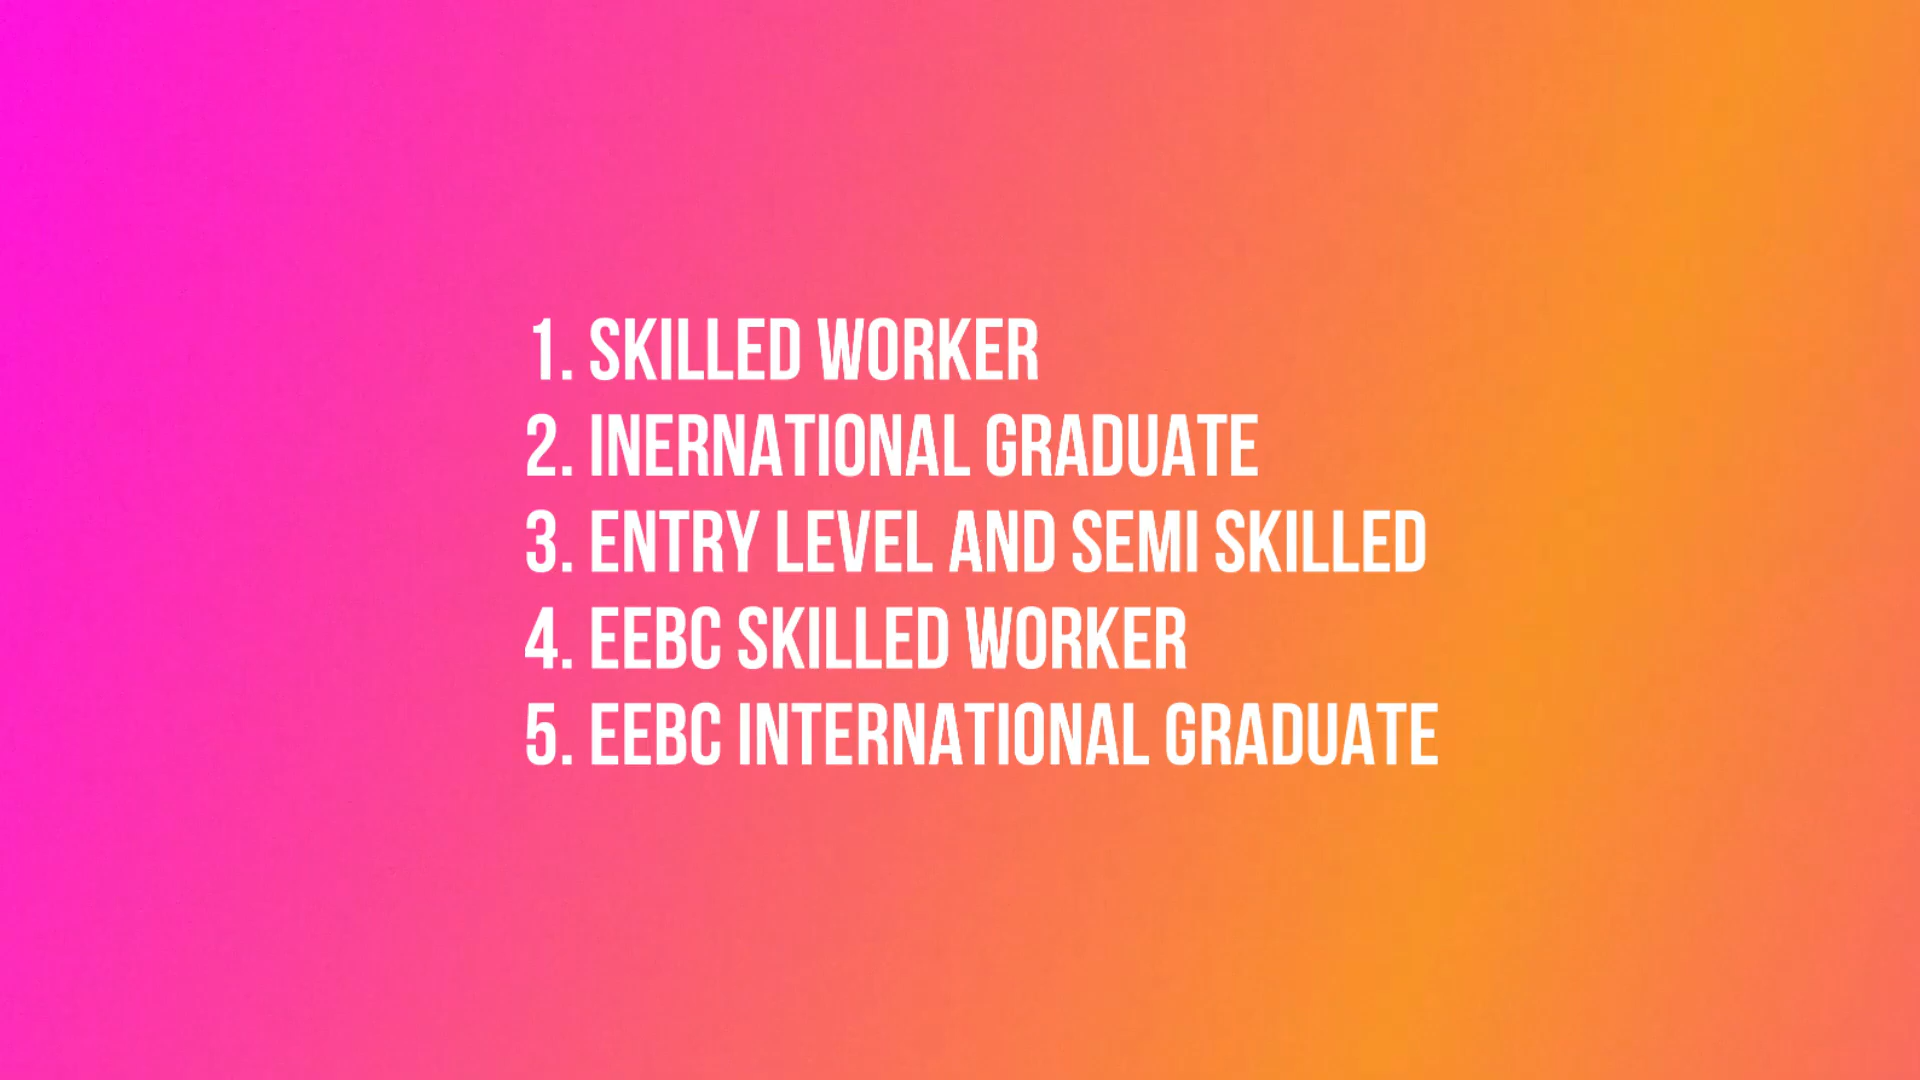 1. SKILLED WORKER
2. INERNATIONAL GRADUATE
3. ENTRY LEVEL AND SEMI SKILLED
4. EEBC SKILLED WORKER
5. EEBC INTERNATIONAL GRADUATE